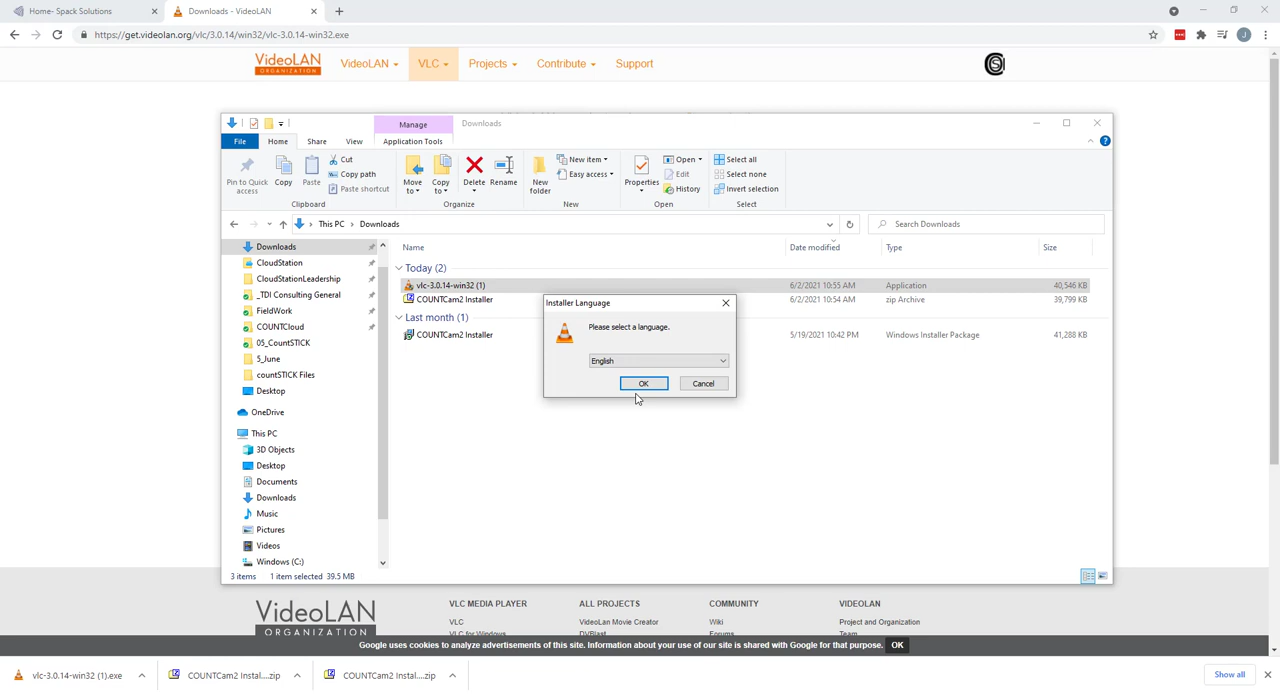 Home- Spack Solutions
Downloads - VideoLAN
https://get.videolan.org/vlc/3.0.14/win32/vlc-3.0.14-win32.exe
J
VideoLAN
ORGANIZATION
VideoLAN
VLC
Projects
Contribute
Support
Manage
Downloads
File
Home
Share
View
Application Tools
Pin to Quick access
Copy
Paste
Cut
Copy path
Paste shortcut
Clipboard
Move to
Copy to
Delete
Rename
Organize
New folder
New item
Easy access
New
Properties
Open
Edit
History
Open
Select all
Select none
Invert selection
Select
This PC > Downloads
Search Downloads
Downloads
CloudStation
CloudStationLeadership
_TDI Consulting General
FieldWork
COUNTCloud
05_CountSTICK
5_June
countSTICK Files
Desktop
OneDrive
This PC
3D Objects
Desktop
Documents
Downloads
Music
Pictures
Videos
Windows (C:)
Name
Date modified
Type
Size
Today (2)
vlc-3.0.14-win32 (1) 6/2/2021 10:55 AM Application 40,546 KB
COUNTCam2 Installer 6/2/2021 10:54 AM zip Archive 39,799 KB
Last month (1)
COUNTCam2 Installer 5/19/2021 10:42 PM Windows Installer Package 41,288 KB
Installer Language
Please select a language.
English
OK
Cancel
3 items 1 item selected 39.5 MB
VideoLAN
ORGANIZATION
VLC MEDIA PLAYER
VLC
VLC for Windows
ALL PROJECTS
VideoLan Movie Creator
DVBlast
COMMUNITY
Wiki
Forums
VIDEOLAN
Project and Organization
Team
Google uses cookies to analyze advertisements of this site. Information about your use of our site is shared with Google for that purpose. OK
vlc-3.0.14-win32 (1).exe
COUNTCam2 Instal....zip
COUNTCam2 Instal....zip
Show all